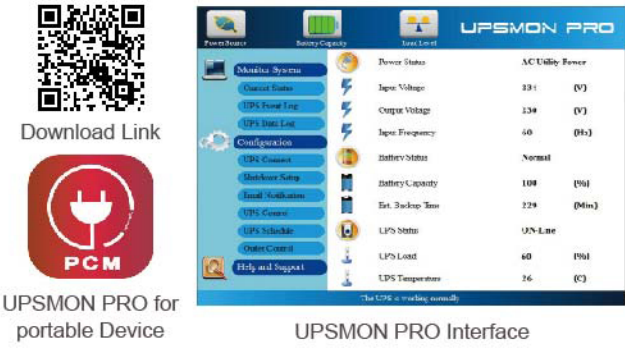 Download Link
PCM
UPSMON PRO for
portable Device
Power Source
Battery Capacity
Load Level
UPSMON PRO
Monitor System
Current Status
UPS Event Log
UPS Data Log
Configuration
UPS Connect
Shutdown Setup
Email Notification
UPS Control
UPS Schedule
Outlet Control
Help and Support
Power Status AC Utility Power
Input Voltage (V)
Output Voltage 130 (V)
Input Frequency 60 (Hz)
Battery Status Normal
Battery Capacity 100 (%)
Est. Backup Time 229 (Min)
UPS Status ON-Line
UPS Load 60 (%)
UPS Temperature 26 (C)
The UPS is working normally
UPSMON PRO Interface